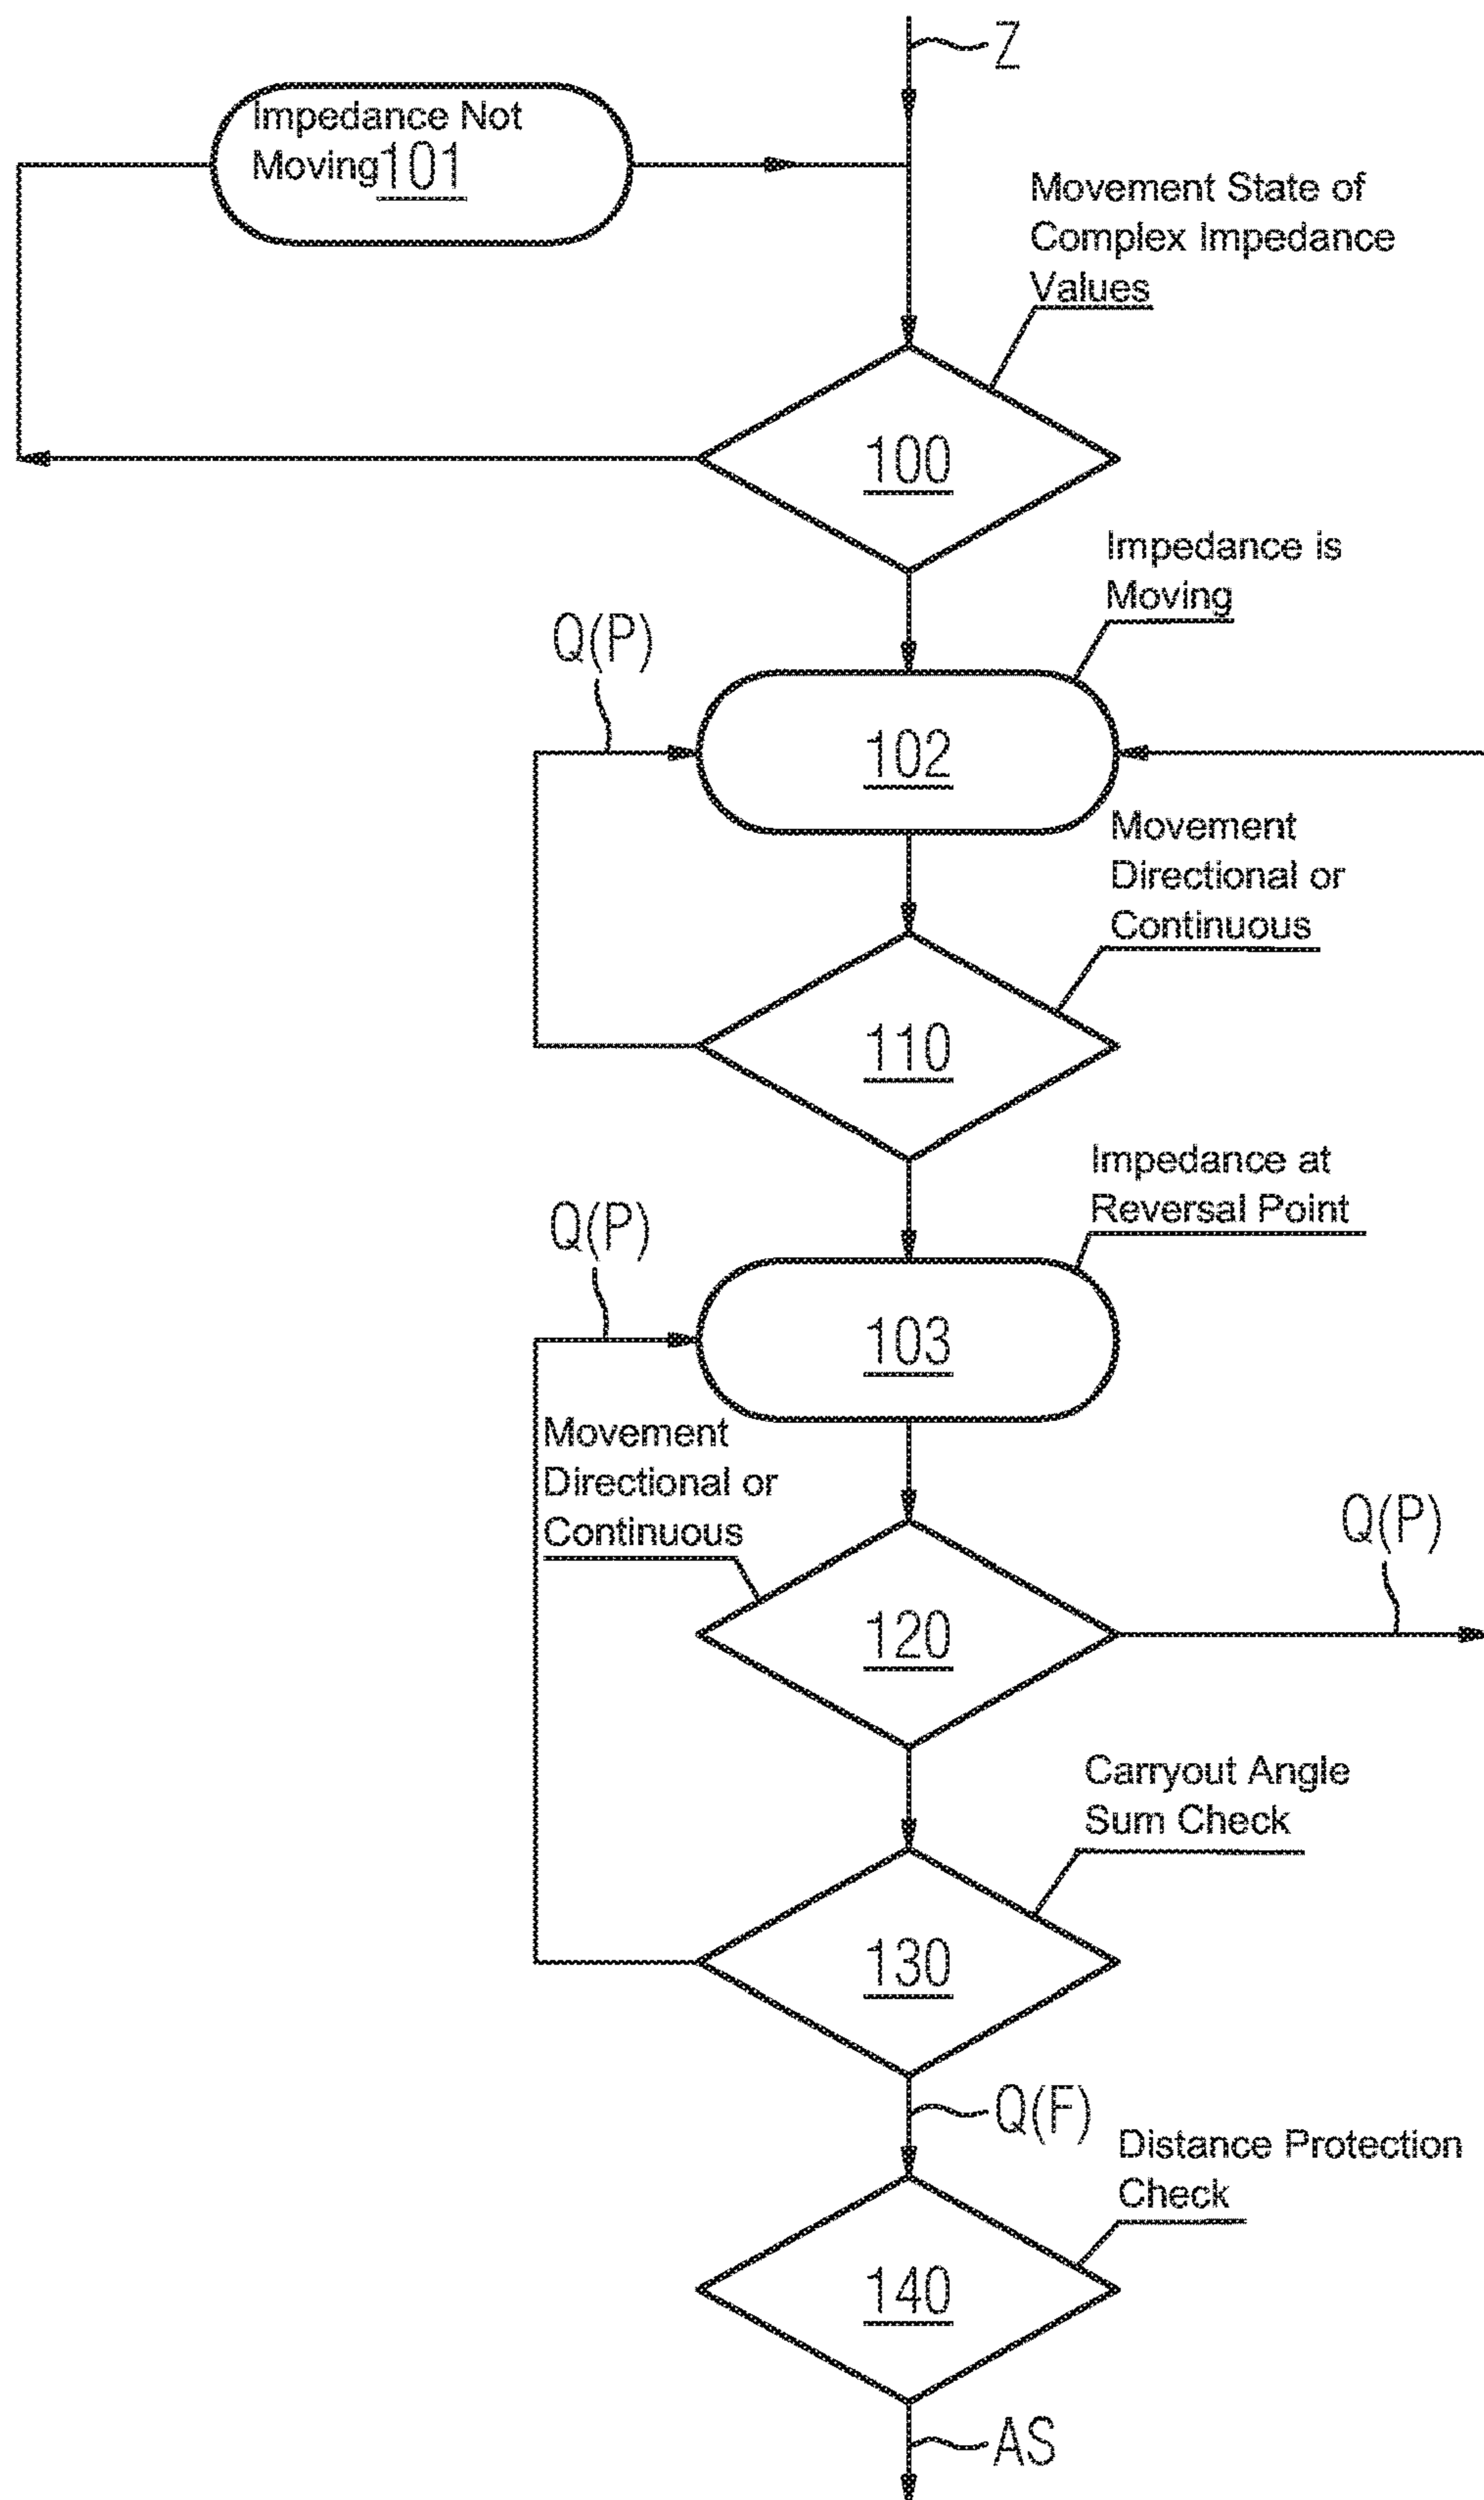 Z
Impedance Not
Moving 101
Movement State of
Complex Impedance
Values
100
Impedance is
Moving
Q(P)
102
Movement
Directional or
Continuous
110
Impedance at
Reversal Point
Q(P)
103
Movement
Directional or
Continuous
Q(P)
120
Carryout Angle
Sum Check
130
Q(F)
Distance Protection
Check
140
AS